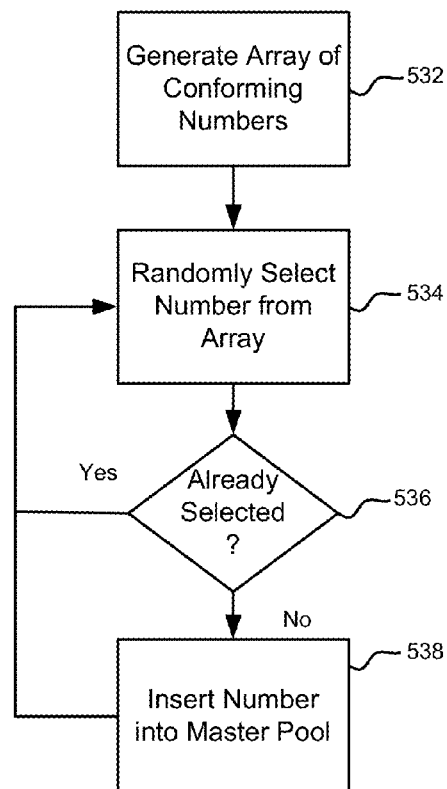 Generate Array of
Conforming
Numbers
532
Randomly Select
Number from
Array
534
Yes
Already
Selected
?
536
No
538
Insert Number
into Master Pool